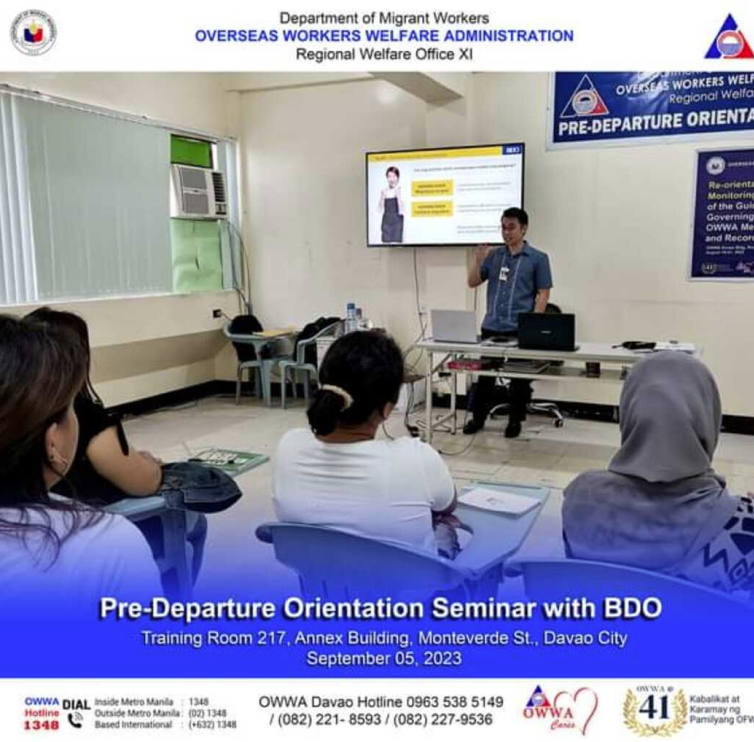 Department of Migrant Workers
OVERSEAS WORKERS WELFARE ADMINISTRATION
Regional Welfare Office XI
OVERSEAS WORKERS WELF
Regional Welfa
PRE-DEPARTURE ORIENTA
BDO
Re-orienta
Monitoring
of the Gui
Governing
OWWA Me
and Recor
Pre-Departure Orientation Seminar with BDO
Training Room 217, Annex Building, Monteverde St., Davao City
September 05, 2023
OWWA DIAL
Hotline
1348
Inside Metro Manila : 1348
Outside Metro Manila : (02) 1348
Based International : (+632) 1348
OWWA Davao Hotline 0963 538 5149
/ (082) 221- 8593 / (082) 227-9536
OWWA
Cares
OWWA @
41
Kabalikat at
Karamay ng
Pamilyang OFW